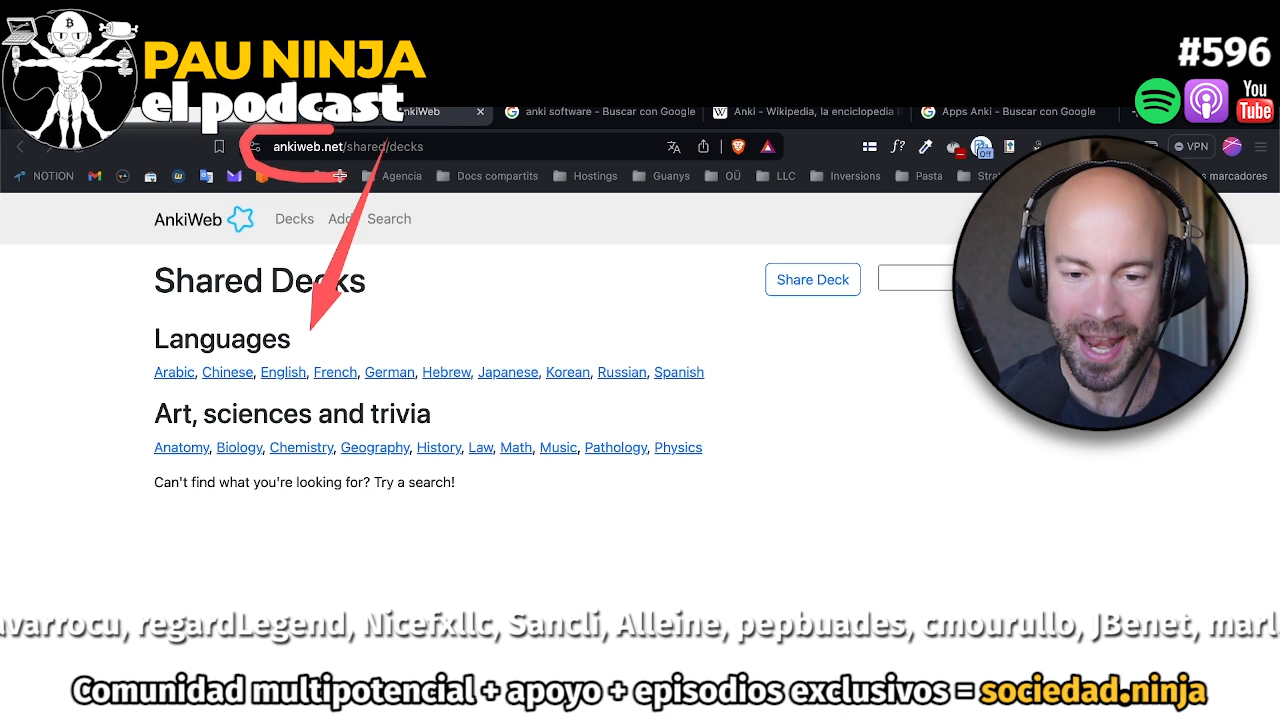 PAU NINJA
el podcast
#596
You
Tube
AnkiWeb
anki software - Buscar con Google
Anki - Wikipedia, la enciclopedia
Apps Anki - Buscar con Google
ankiweb.net/shared/decks
Off
VPN
NOTION
Agencia
Docs compartits
Hostings
Guanys
OÜ
LLC
Inversions
Pasta
marcadores
AnkiWeb
Decks
Add
Search
Shared Decks
Share Deck
Languages
Arabic, Chinese, English, French, German, Hebrew, Japanese, Korean, Russian, Spanish
Art, sciences and trivia
Anatomy, Biology, Chemistry, Geography, History, Law, Math, Music, Pathology, Physics
Can't find what you're looking for? Try a search!
regardLegend, Nicefxllc, Sancli, Alleine, pepbuades, cmourullo, JBenet,
Comunidad multipotencial + apoyo + episodios exclusivos = sociedad.ninja